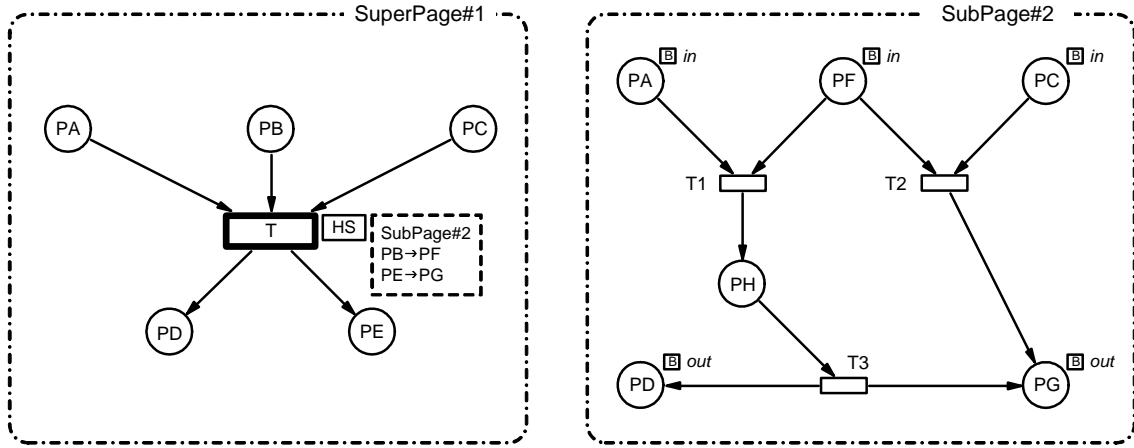 SuperPage#1
PA
PB
PC
T
HS
SubPage#2
PB→PF
PE→PG
PD
PE
SubPage#2
B in
B in
B in
PA
PF
PC
T1
T2
PH
T3
B out
B out
PD
PG